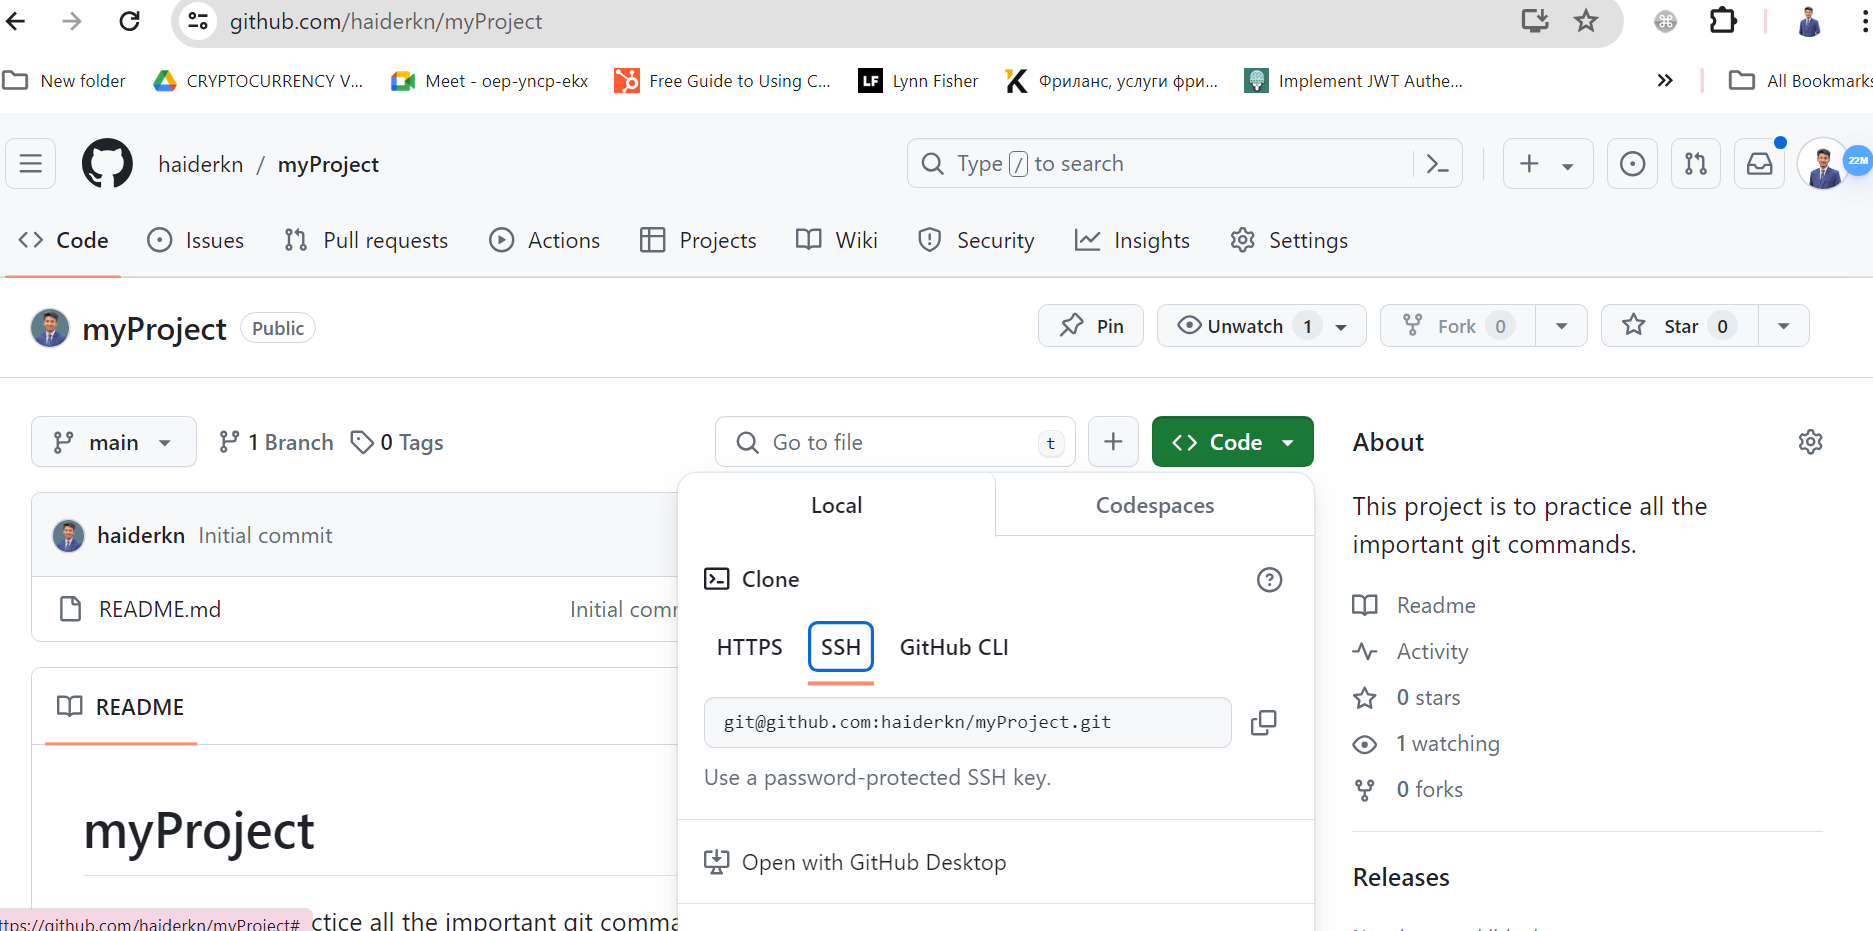 github.com/haiderkn/myProject
New folder
CRYPTOCURRENCY V...
Meet - oep-yncp-ekx
Free Guide to Using C...
LF Lynn Fisher
Фриланс, услуги фри...
Implement JWT Authe...
All Bookmarks
haiderkn / myProject
Type / to search
22M
Code
Issues
Pull requests
Actions
Projects
Wiki
Security
Insights
Settings
myProject Public
Pin
Unwatch 1
Fork 0
Star 0
main
1 Branch
0 Tags
Go to file t
Code
Local
Codespaces
Clone
HTTPS
SSH
GitHub CLI
git@github.com:haiderkn/myProject.git
Use a password-protected SSH key.
Open with GitHub Desktop
haiderkn Initial commit
README.md Initial comm
README
myProject
ctice all the important git comma
ttps://github.com/haiderkn/myProject#
About
This project is to practice all the
important git commands.
Readme
Activity
0 stars
1 watching
0 forks
Releases